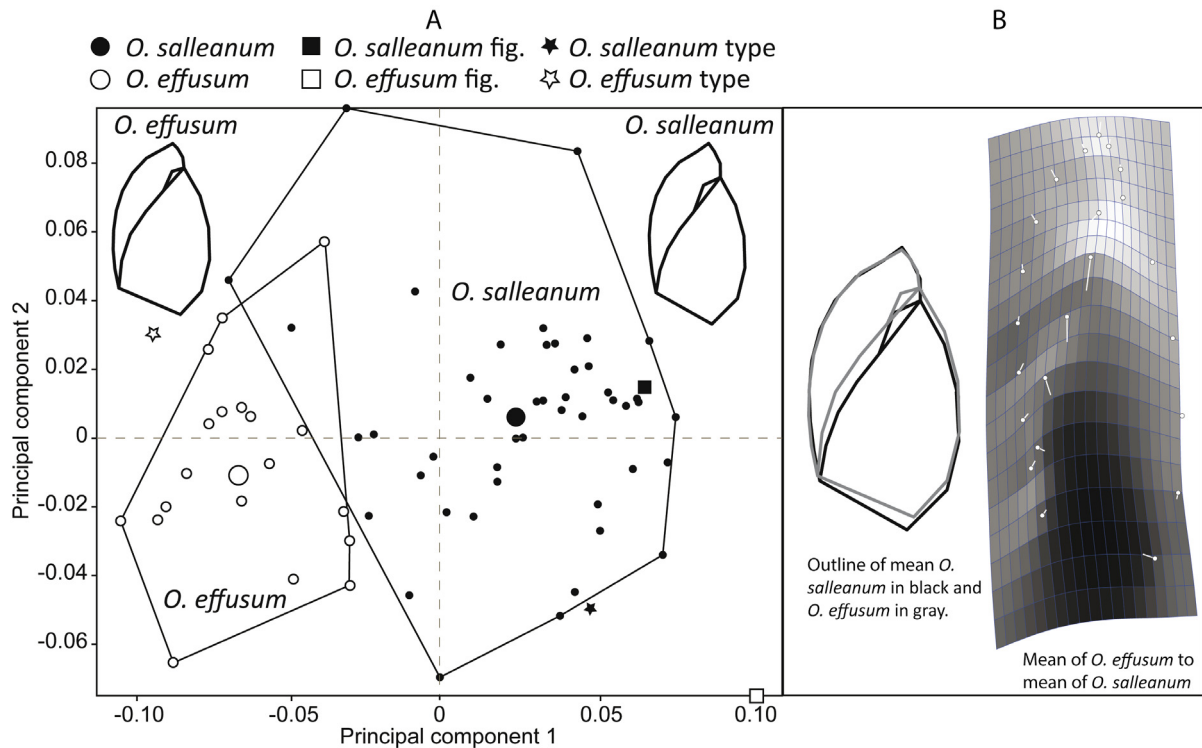 A
B
O. salleanum
O. salleanum fig.
O. salleanum type
O. effusum
O. effusum fig.
O. effusum type
O. effusum
O. salleanum
O. salleanum
O. effusum
Principal component 2
0.08
0.06
0.04
0.02
0
-0.02
-0.04
-0.06
-0.10
-0.05
0
0.05
0.10
Principal component 1
Outline of mean O.
salleanum in black and
O. effusum in gray.
Mean of O. effusum to
mean of O. salleanum